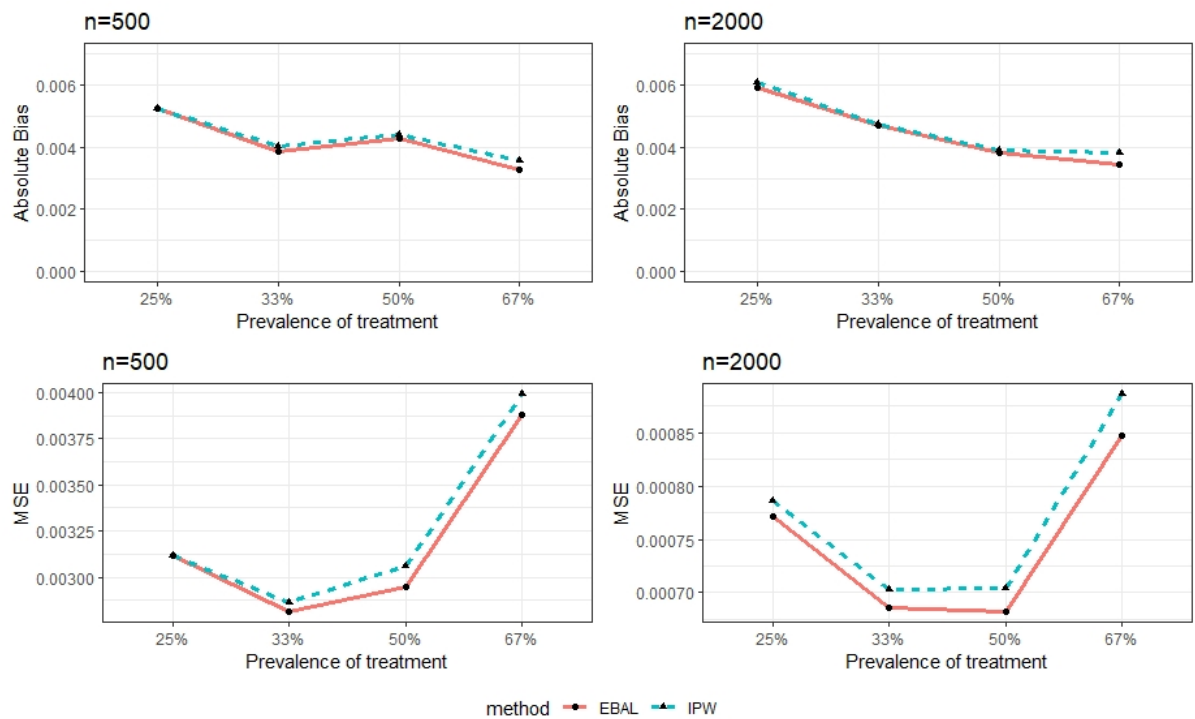 n=500
Absolute Bias
0.006
0.004
0.002
0.000
25% 33% 50% 67%
Prevalence of treatment
n=2000
Absolute Bias
0.006
0.004
0.002
0.000
25% 33% 50% 67%
Prevalence of treatment
n=500
MSE
0.00400
0.00375
0.00350
0.00325
0.00300
25% 33% 50% 67%
Prevalence of treatment
n=2000
MSE
0.00085
0.00080
0.00075
0.00070
25% 33% 50% 67%
Prevalence of treatment
method EBAL IPW